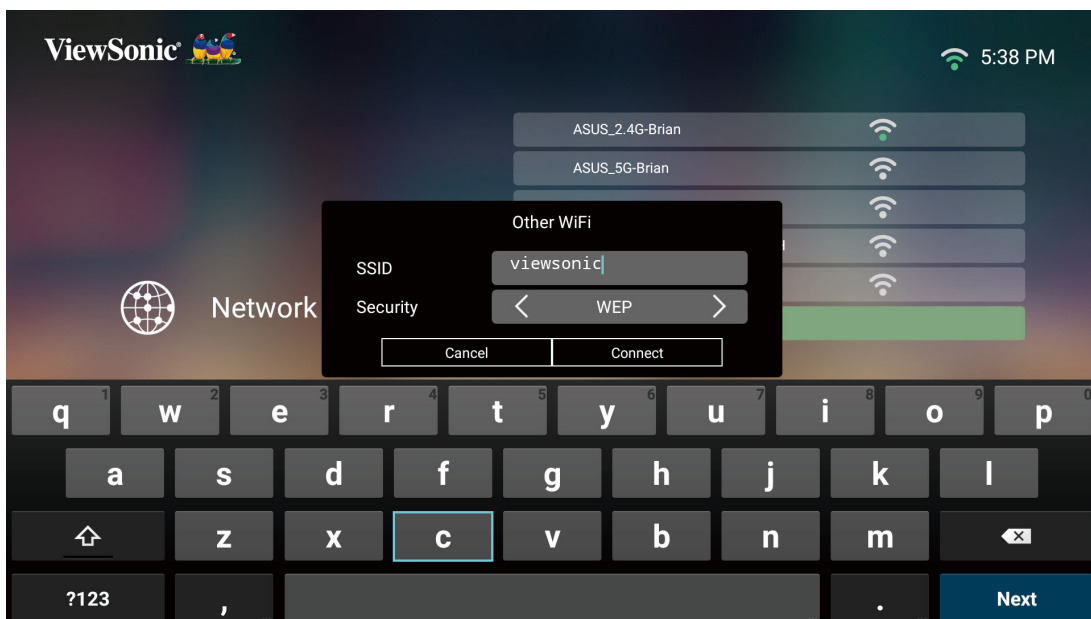 ViewSonic®
5:38 PM
ASUS_2.4G-Brian
ASUS_5G-Brian
Other WiFi
SSID viewsonic
Security WEP
Network
Cancel Connect
q 1 w 2 e 3 r 4 t 5 y 6 u 7 i 8 o 9 p 0
a s d f g h j k l
z x c v b n m
?123 , . Next